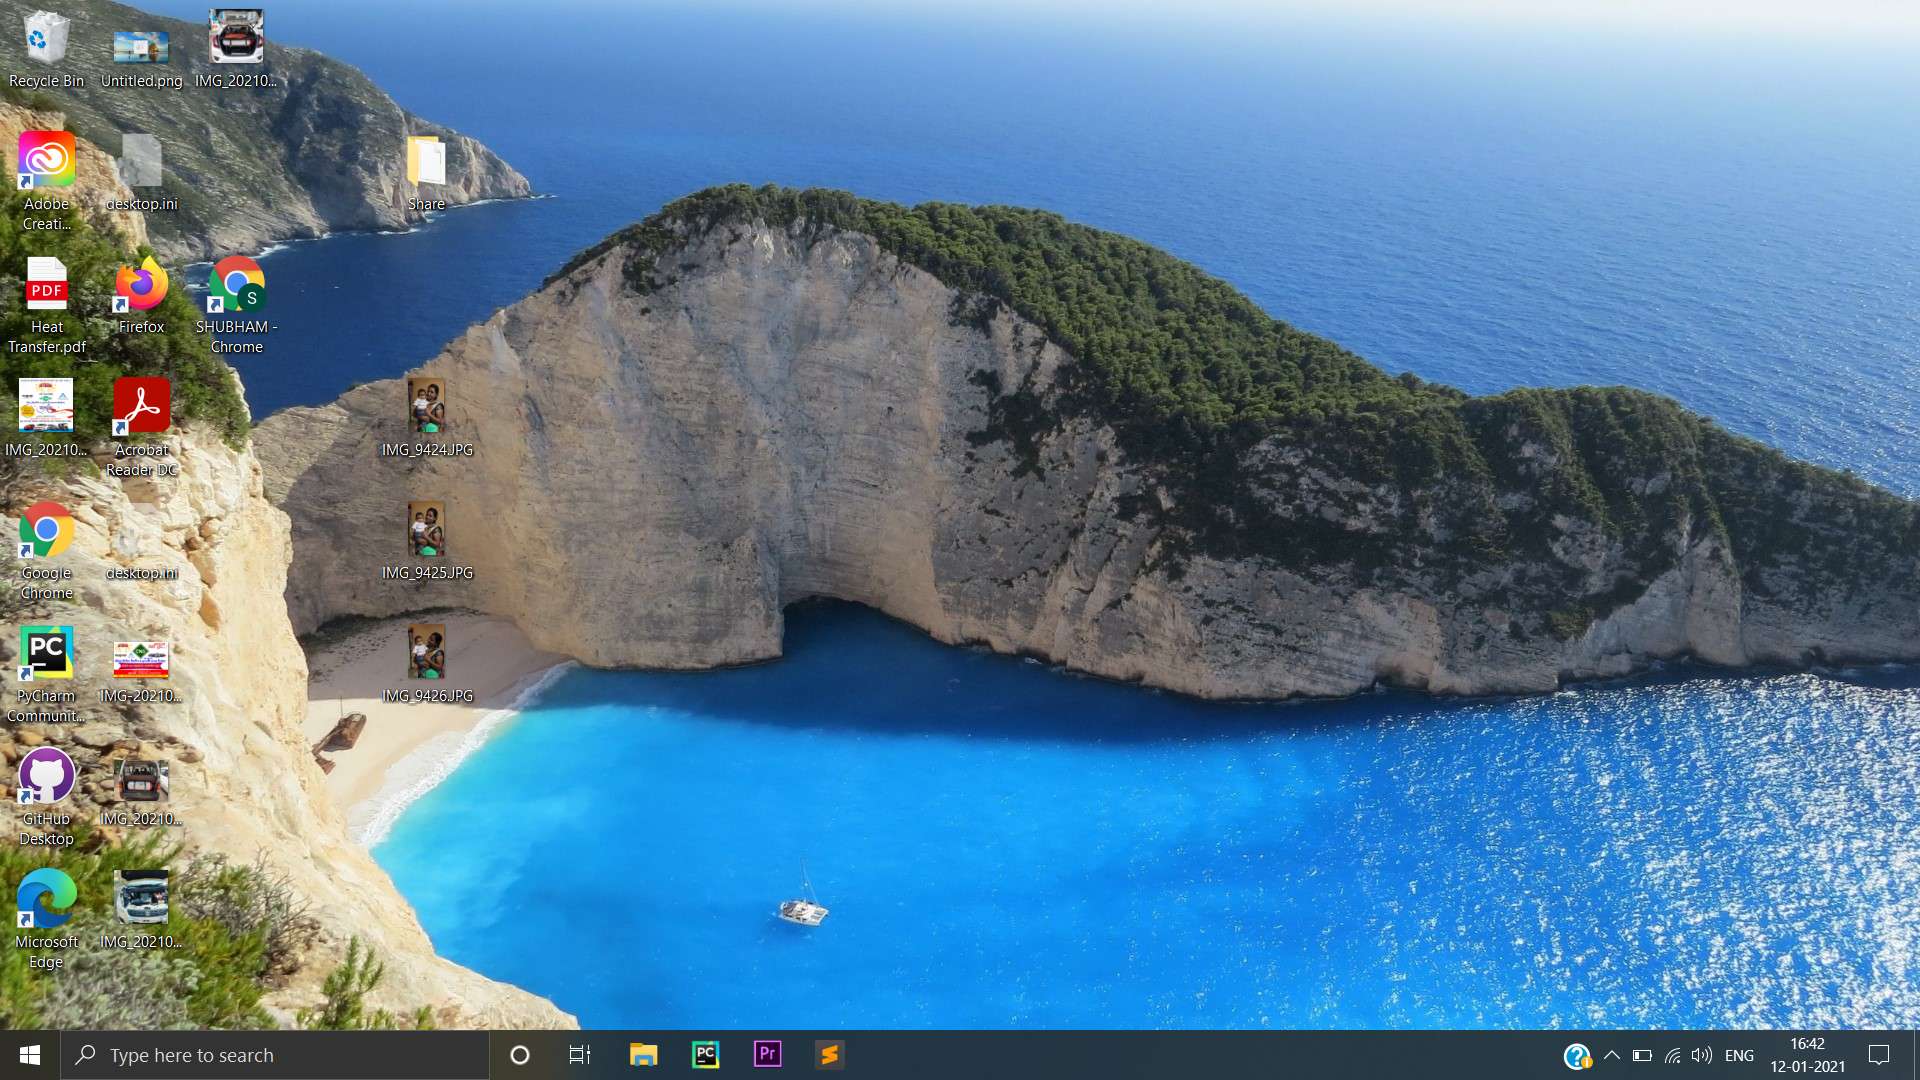 Recycle Bin
Untitled.png
IMG_20210...
Adobe
Creati...
desktop.ini
Share
PDF
Heat
Transfer.pdf
Firefox
S
SHUBHAM -
Chrome
IMG_20210...
Acrobat
Reader DC
IMG_9424.JPG
Google
Chrome
desktop.ini
IMG_9425.JPG
PC
PyCharm
Communit...
IMG-20210...
IMG_9426.JPG
GitHub
Desktop
IMG_20210...
Microsoft
Edge
IMG_20210...
Type here to search
PC
Pr
ENG
16:42
12-01-2021